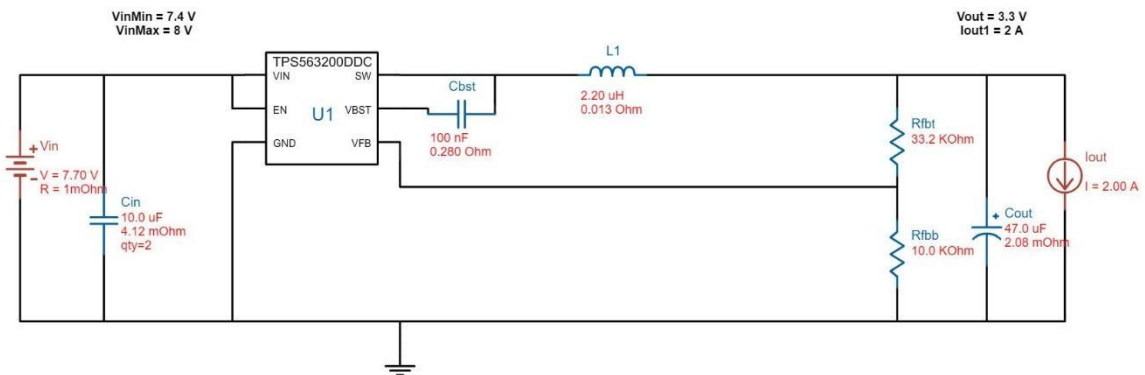 VinMin = 7.4 V
VinMax = 8 V
Vout = 3.3 V
Iout1 = 2 A
TPS563200DDC
VIN
SW
EN
VBST
U1
GND
VFB
Cbst
100 nF
0.280 Ohm
L1
2.20 uH
0.013 Ohm
Rfbt
33.2 KOhm
Iout
I = 2.00 A
+ Vin
-
V = 7.70 V
R = 1mOhm
Cin
10.0 uF
4.12 mOhm
qty=2
Rfbb
10.0 KOhm
+ Cout
47.0 uF
2.08 mOhm